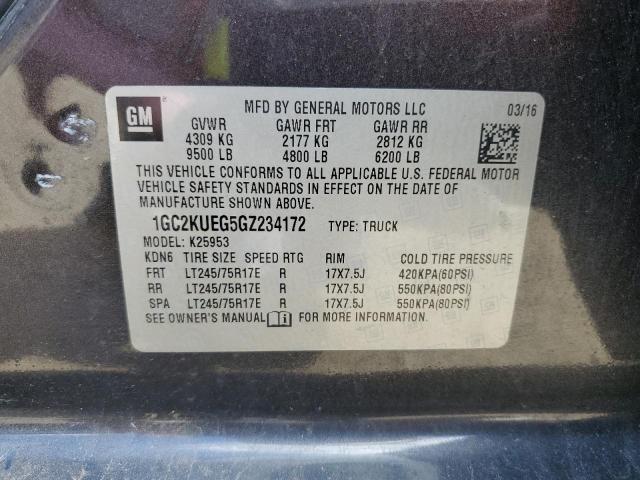 GM
MFD BY GENERAL MOTORS LLC 03/16
GVWR GAWR FRT GAWR RR
4309 KG 2177 KG 2812 KG
9500 LB 4800 LB 6200 LB
THIS VEHICLE CONFORMS TO ALL APPLICABLE U.S. FEDERAL MOTOR
VEHICLE SAFETY STANDARDS IN EFFECT ON THE DATE OF
MANUFACTURE SHOWN ABOVE.
1GC2KUEG5GZ234172 TYPE: TRUCK
MODEL: K25953
KDN6 TIRE SIZE SPEED RTG RIM COLD TIRE PRESSURE
FRT LT245/75R17E R 17X7.5J 420KPA(60PSI)
RR LT245/75R17E R 17X7.5J 550KPA(80PSI)
SPA LT245/75R17E R 17X7.5J 550KPA(80PSI)
SEE OWNER'S MANUAL i FOR MORE INFORMATION.